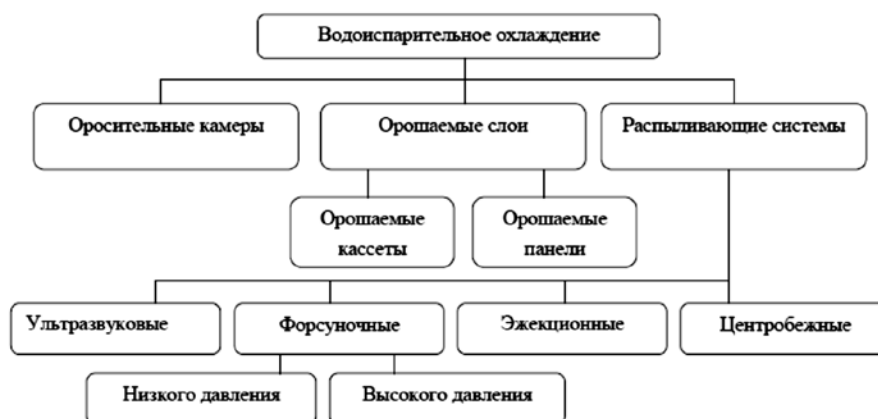 Водоиспарительное охлаждение
Оросительные камеры
Орошаемые слои
Распыливающие системы
Орошаемые
кассеты
Орошаемые
панели
Ультразвуковые
Форсуночные
Эжекционные
Центробежные
Низкого давления
Высокого давления